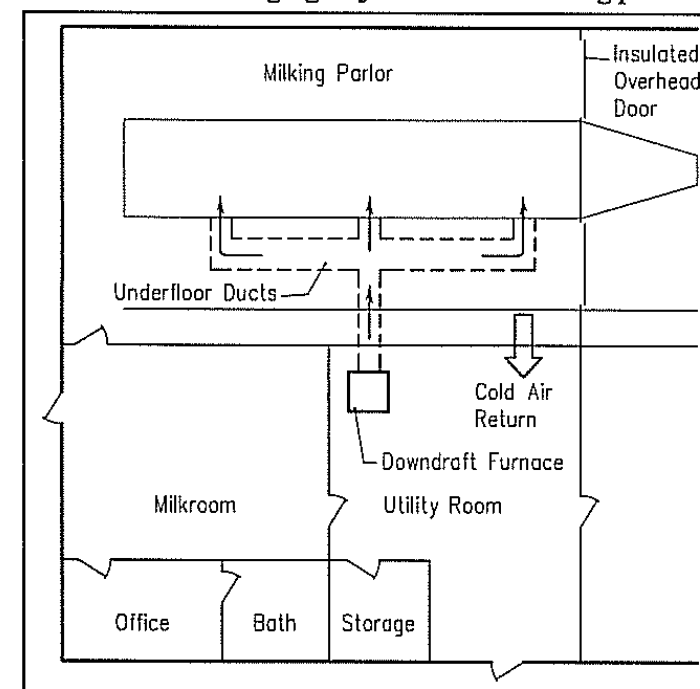 Milking Parlor
Insulated
Overhead
Door
Underfloor Ducts
Cold Air
Return
Downdraft Furnace
Milkroom
Utility Room
Office
Bath
Storage